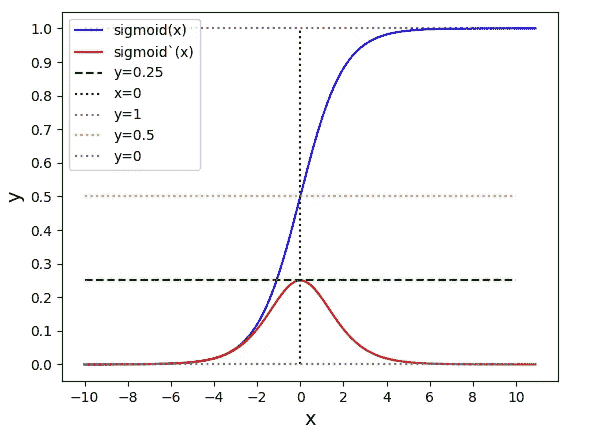 sigmoid(x)
sigmoid`(x)
y=0.25
x=0
y=1
y=0.5
y=0
1.0
0.9
0.8
0.7
0.6
0.5
0.4
0.3
0.2
0.1
0.0
y
−10 −8 −6 −4 −2 0 2 4 6 8 10
x